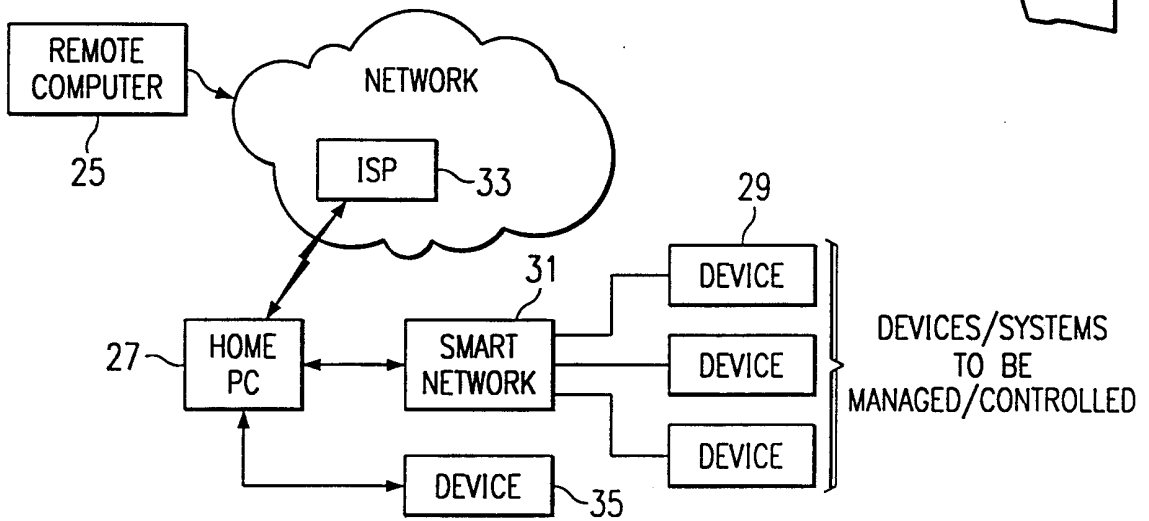 REMOTE
COMPUTER
25
NETWORK
ISP
33
29
DEVICE
31
27
HOME
PC
SMART
NETWORK
DEVICE
DEVICE
DEVICES/SYSTEMS
TO BE
MANAGED/CONTROLLED
DEVICE
35